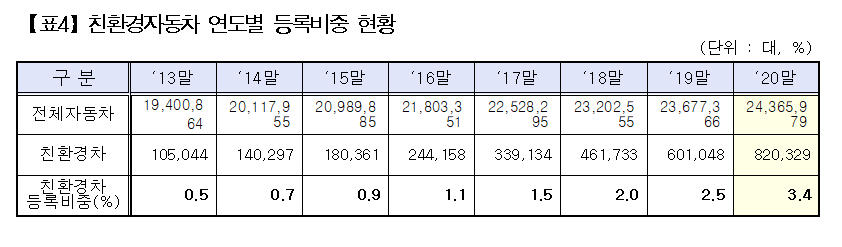 【표4】 친환경자동차 연도별 등록비중 현황
(단위 : 대, %)
구 분 '13말 '14말 '15말 '16말 '17말 '18말 '19말 '20말
전체자동차 19,400,864 20,117,955 20,989,885 21,803,351 22,528,295 23,202,555 23,677,366 24,365,979
친환경차 105,044 140,297 180,361 244,158 339,134 461,733 601,048 820,329
친환경차
등록비중(%) 0.5 0.7 0.9 1.1 1.5 2.0 2.5 3.4